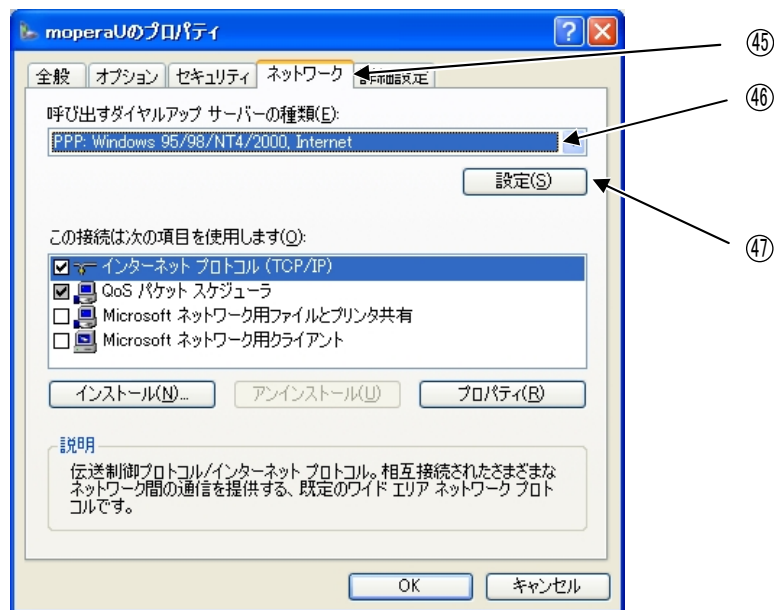 moperaUのプロパティ
全般 オプション セキュリティ ネットワーク 詳細設定
㊺
呼び出すダイヤルアップ サーバーの種類(E):
㊻
PPP: Windows 95/98/NT4/2000, Internet
設定(S)
㊼
この接続は次の項目を使用します(O):
インターネット プロトコル (TCP/IP)
QoS パケット スケジューラ
Microsoft ネットワーク用ファイルとプリンタ共有
Microsoft ネットワーク用クライアント
インストール(N)... アンインストール(U) プロパティ(R)
説明
伝送制御プロトコル/インターネット プロトコル。相互接続されたさまざまな
ネットワーク間の通信を提供する、既定のワイド エリア ネットワーク プロト
コルです。
OK キャンセル